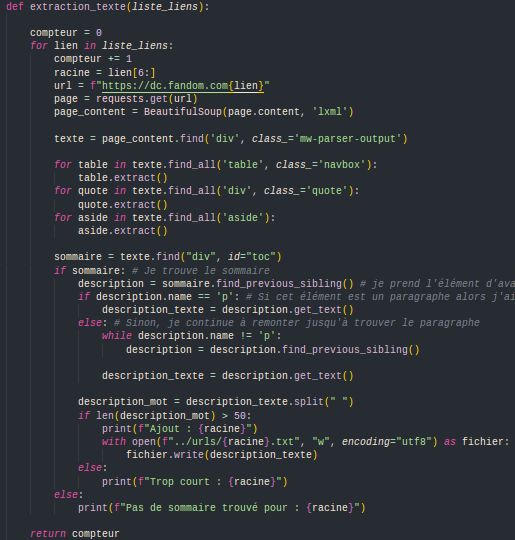 def extraction_texte(liste_liens):
compteur = 0
for lien in liste_liens:
compteur += 1
racine = lien[6:]
url = f"https://dc.fandom.com{lien}"
page = requests.get(url)
page_content = BeautifulSoup(page.content, 'lxml')
texte = page_content.find('div', class_='mw-parser-output')
for table in texte.find_all('table', class_='navbox'):
table.extract()
for quote in texte.find_all('div', class_='quote'):
quote.extract()
for aside in texte.find_all('aside'):
aside.extract()
sommaire = texte.find("div", id="toc")
if sommaire: # Je trouve le sommaire
description = sommaire.find_previous_sibling() # je prend l'élément d'ava
if description.name == 'p': # Si cet élément est un paragraphe alors j'ai
description_texte = description.get_text()
else: # Sinon, je continue à remonter jusqu'à trouver le paragraphe
while description.name != 'p':
description = description.find_previous_sibling()
description_texte = description.get_text()
description_mot = description_texte.split(" ")
if len(description_mot) > 50:
print(f"Ajout : {racine}")
with open(f"../urls/{racine}.txt", "w", encoding="utf8") as fichier:
fichier.write(description_texte)
else:
print(f"Trop court : {racine}")
else:
print(f"Pas de sommaire trouvé pour : {racine}")
return compteur